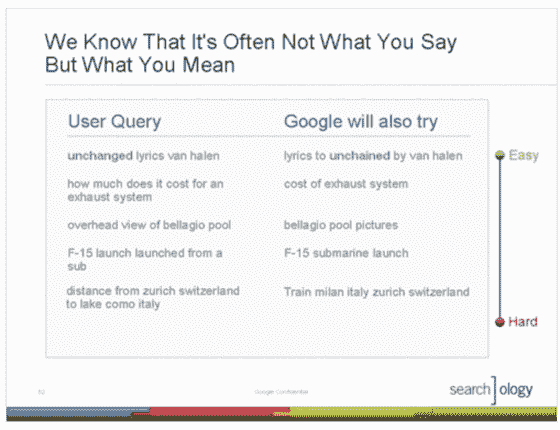 We Know That It's Often Not What You Say
But What You Mean
User Query
Google will also try
unchanged lyrics van halen
lyrics to unchained by van halen
how much does it cost for an
exhaust system
cost of exhaust system
overhead view of bellagio pool
bellagio pool pictures
F-15 launch launched from a
sub
F-15 submarine launch
distance from zurich switzerland
to lake como italy
Train milan italy zurich switzerland
Easy
Hard
Google Confidential
search]ology